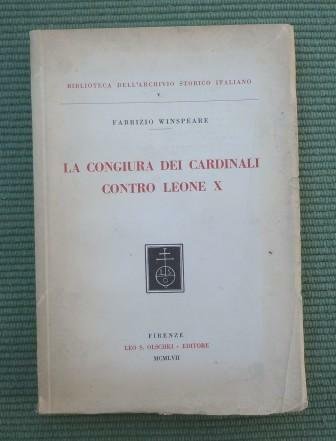 BIBLIOTECA DELL'ARCHIVIO STORICO ITALIANO
V.
FABRIZIO WINSPEARE
LA CONGIURA DEI CARDINALI
CONTRO LEONE X
FIRENZE
LEO S. OLSCHKI - EDITORE
MCMLVII